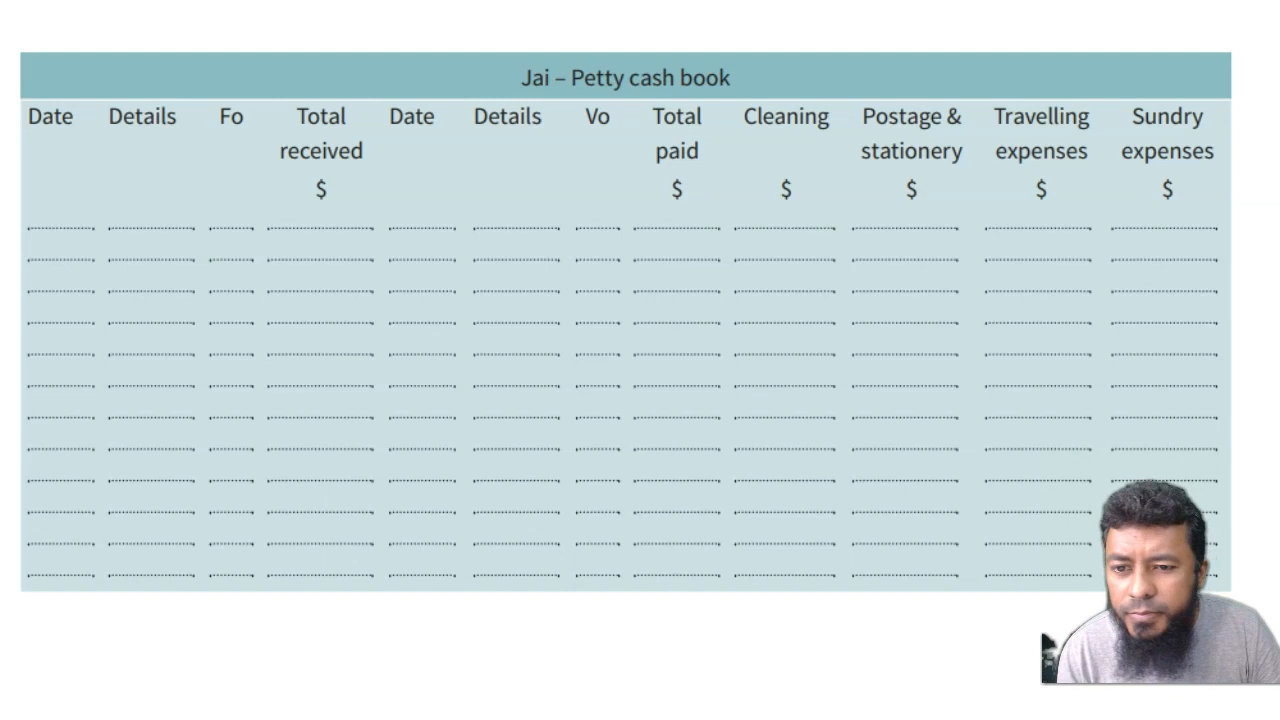 Jai – Petty cash book
Date Details Fo Total Date Details Vo Total Cleaning Postage & Travelling Sundry
received paid stationery expenses expenses
$ $ $ $ $ $